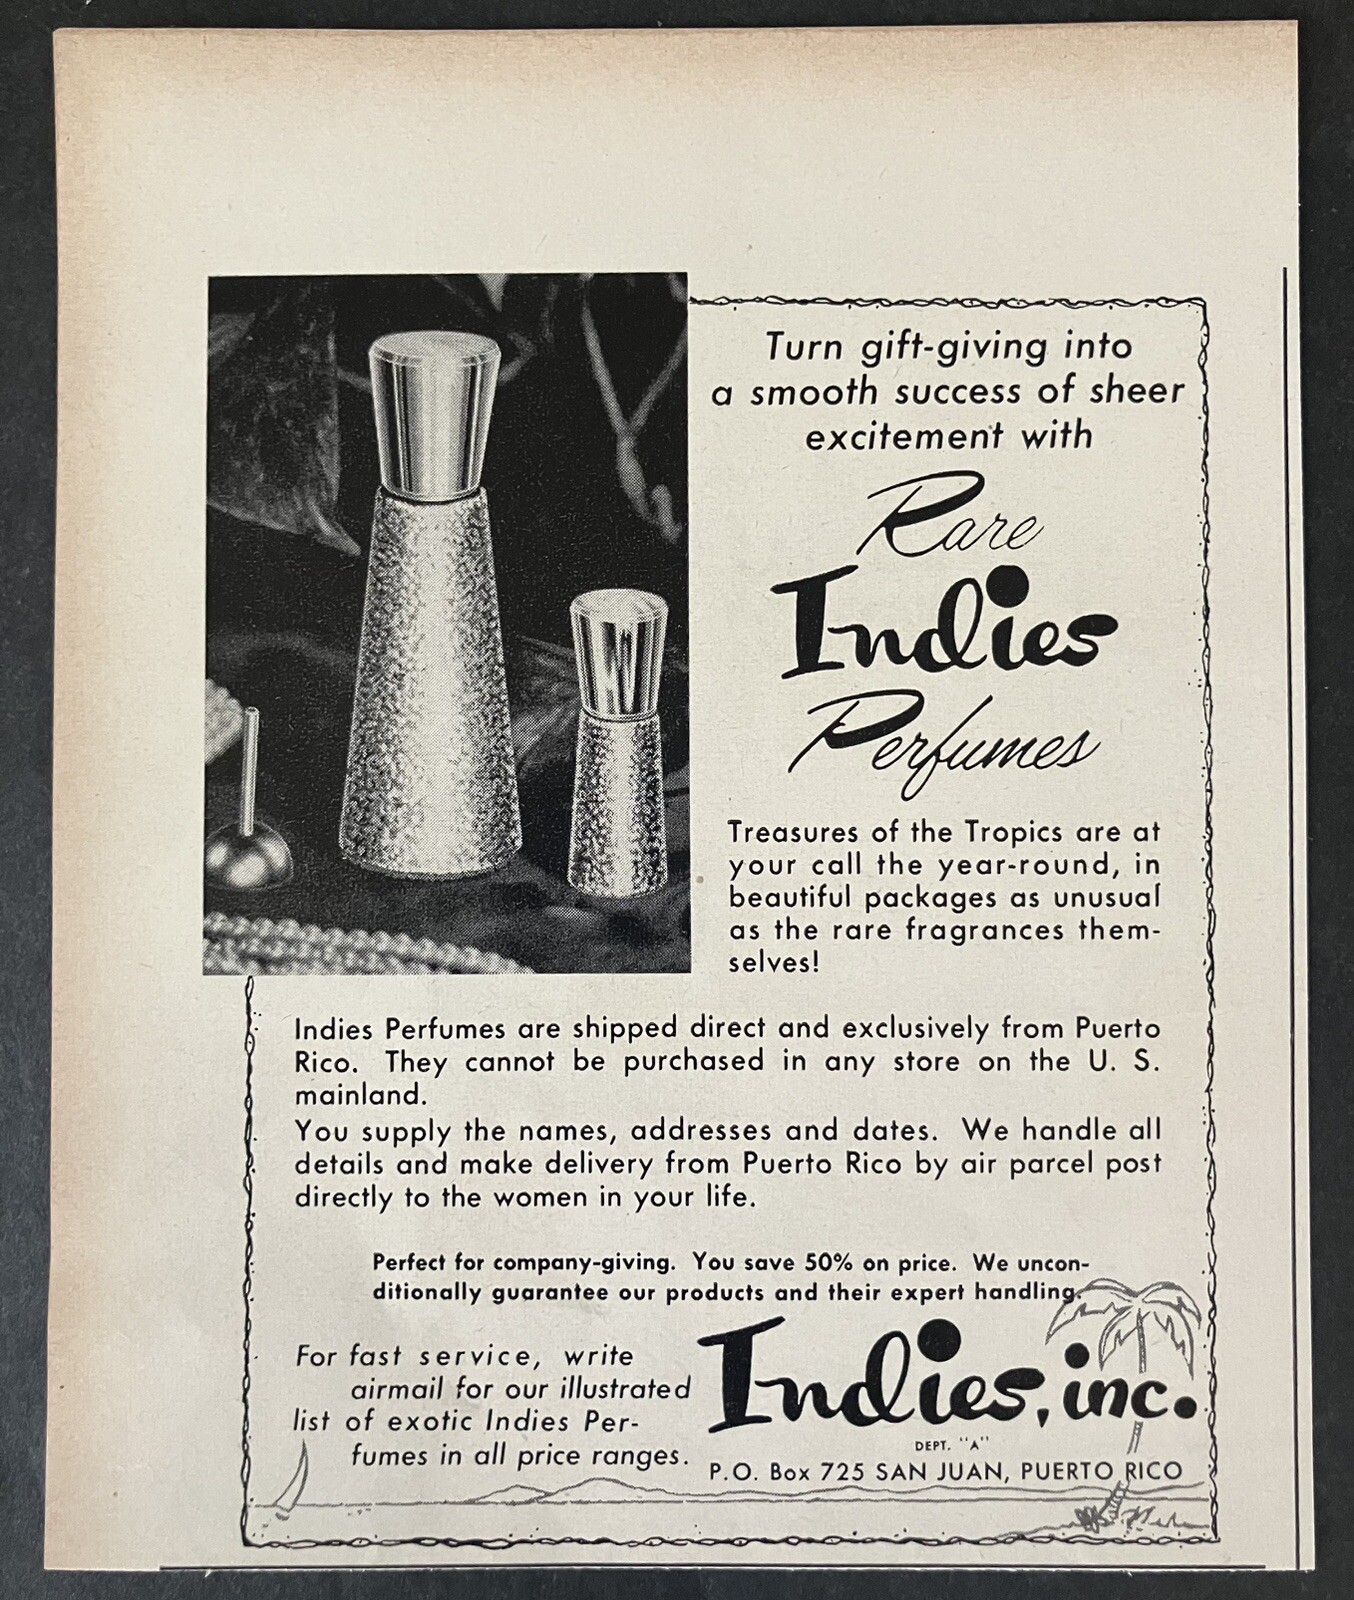 Turn gift-giving into
a smooth success of sheer
excitement with
Rare
Indies
Perfumes
Treasures of the Tropics are at
your call the year-round, in
beautiful packages as unusual
as the rare fragrances them-
selves!
Indies Perfumes are shipped direct and exclusively from Puerto
Rico. They cannot be purchased in any store on the U. S.
mainland.
You supply the names, addresses and dates. We handle all
details and make delivery from Puerto Rico by air parcel post
directly to the women in your life.
Perfect for company-giving. You save 50% on price. We uncon-
ditionally guarantee our products and their expert handling.
For fast service, write
airmail for our illustrated
list of exotic Indies Per-
fumes in all price ranges.
Indies, inc.
DEPT. "A"
P.O. Box 725 SAN JUAN, PUERTO RICO